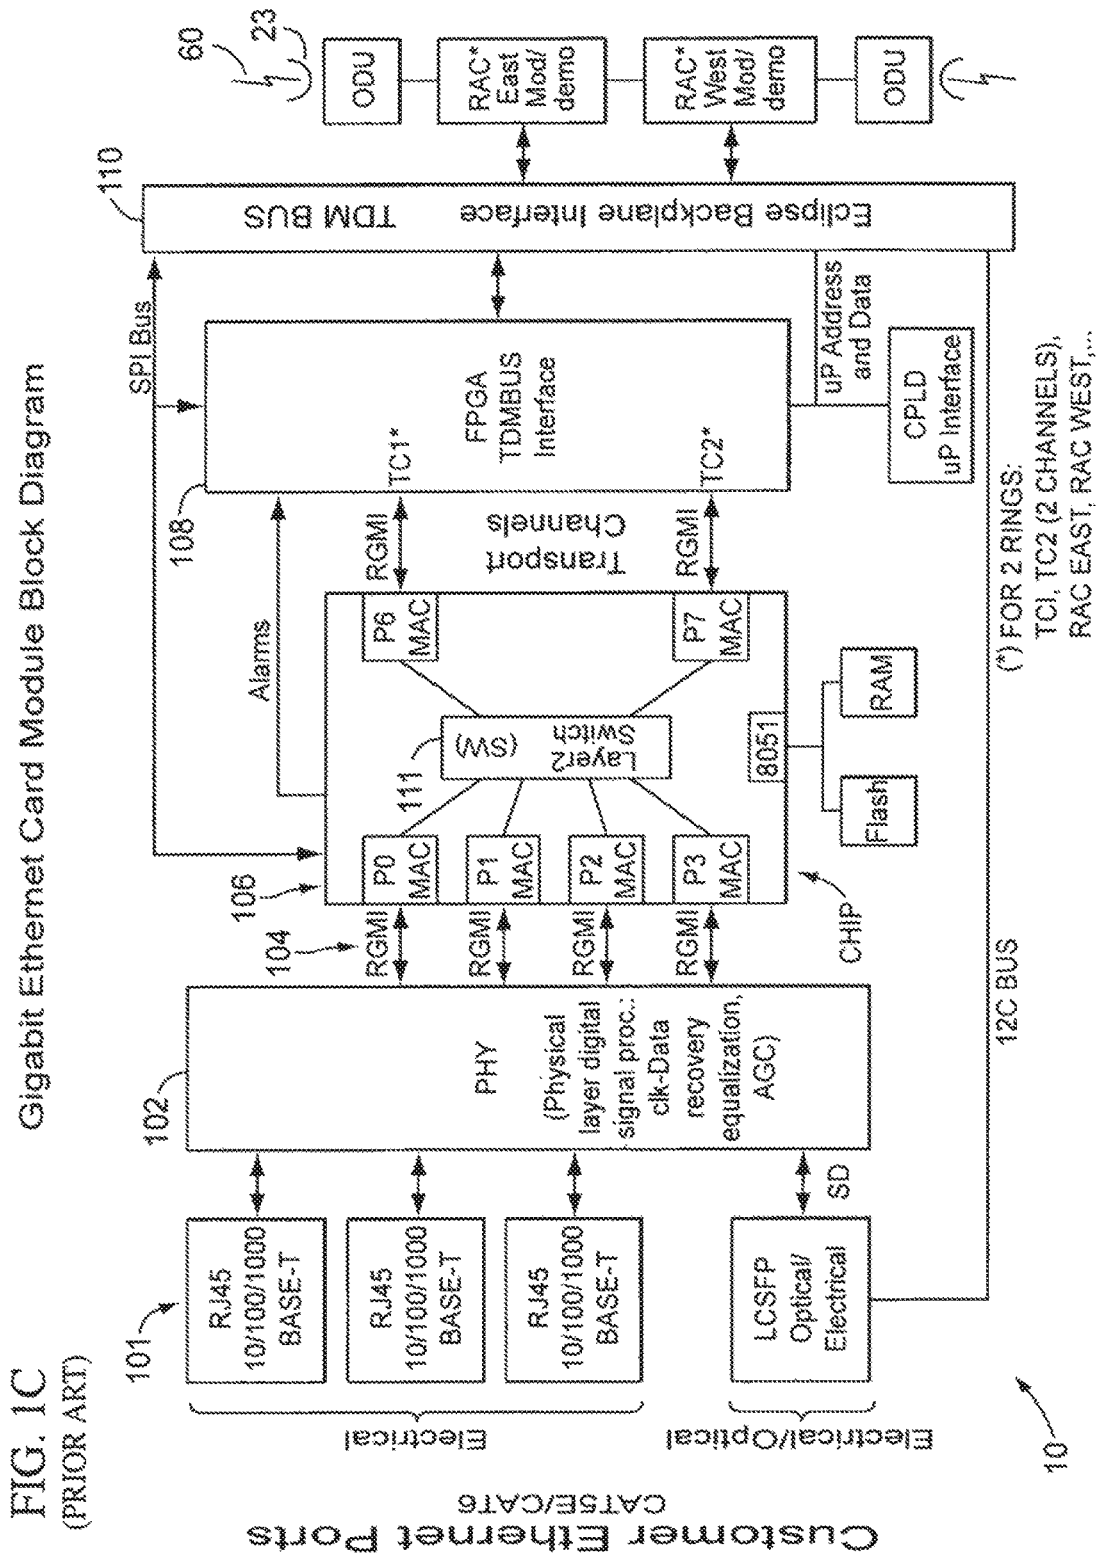 FIG. 1C
(PRIOR ART)
Gigabit Ethernet Card Module Block Diagram
Customer Ethernet Ports
CAT5E/CAT6
Electrical
Electrical/Optical
101
RJ45
10/100/1000
BASE-T
RJ45
10/100/1000
BASE-T
RJ45
10/100/1000
BASE-T
LCSFP
Optical/
Electrical
SD
102
PHY
(Physical
layer digital
signal proc.:
clk-Data
recovery
equalization,
AGC)
104
RGMI
RGMI
RGMI
RGMI
106
P0
MAC
P1
MAC
P2
MAC
P3
MAC
111
Layer2 (SW)
Switch
P6
MAC
P7
MAC
8051
Flash
RAM
CHIP
Alarms
SPI Bus
RGMI
RGMI
Transport
Channels
108
TC1*
TC2*
FPGA
TDMBUS
Interface
uP Address
and Data
CPLD
uP Interface
110
Eclipse Backplane Interface TDM BUS
RAC*
East
Mod/
demo
RAC*
West
Mod/
demo
ODU
ODU
60
23
12C BUS
(*) FOR 2 RINGS:
TCI, TC2 (2 CHANNELS),
RAC EAST, RAC WEST,...
10